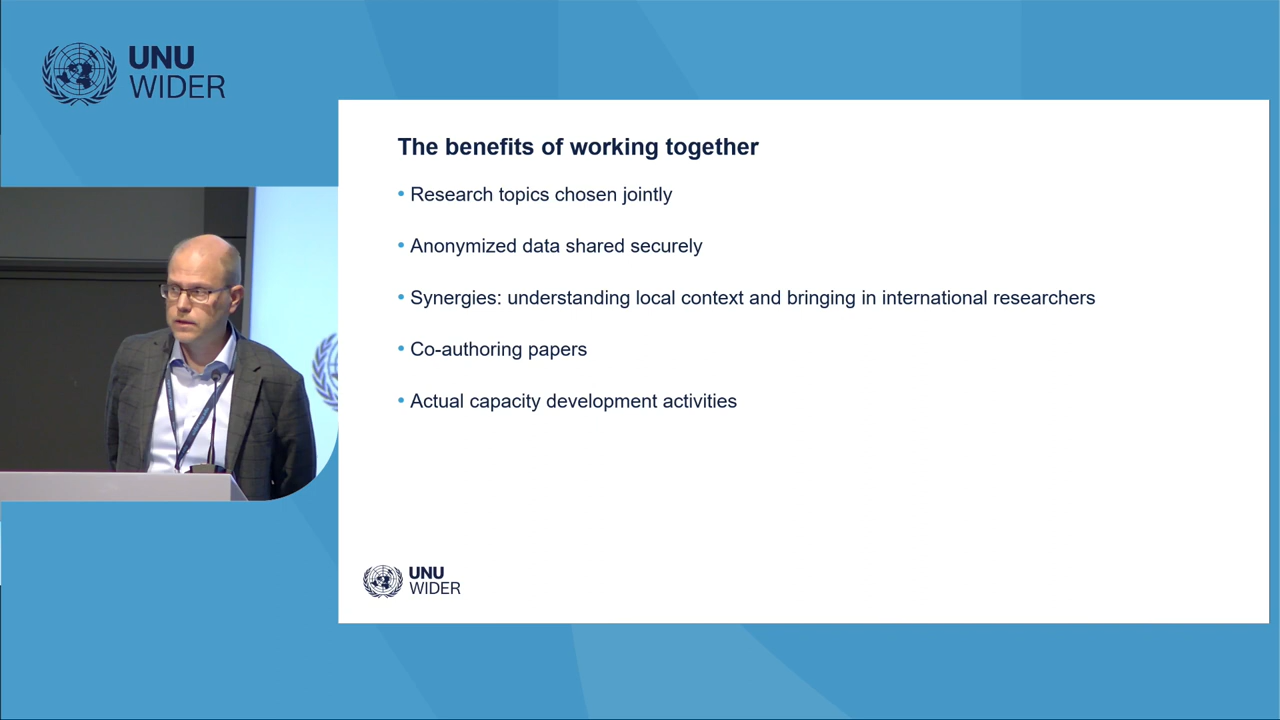 UNU
WIDER
The benefits of working together
• Research topics chosen jointly
• Anonymized data shared securely
• Synergies: understanding local context and bringing in international researchers
• Co-authoring papers
• Actual capacity development activities
UNU
WIDER